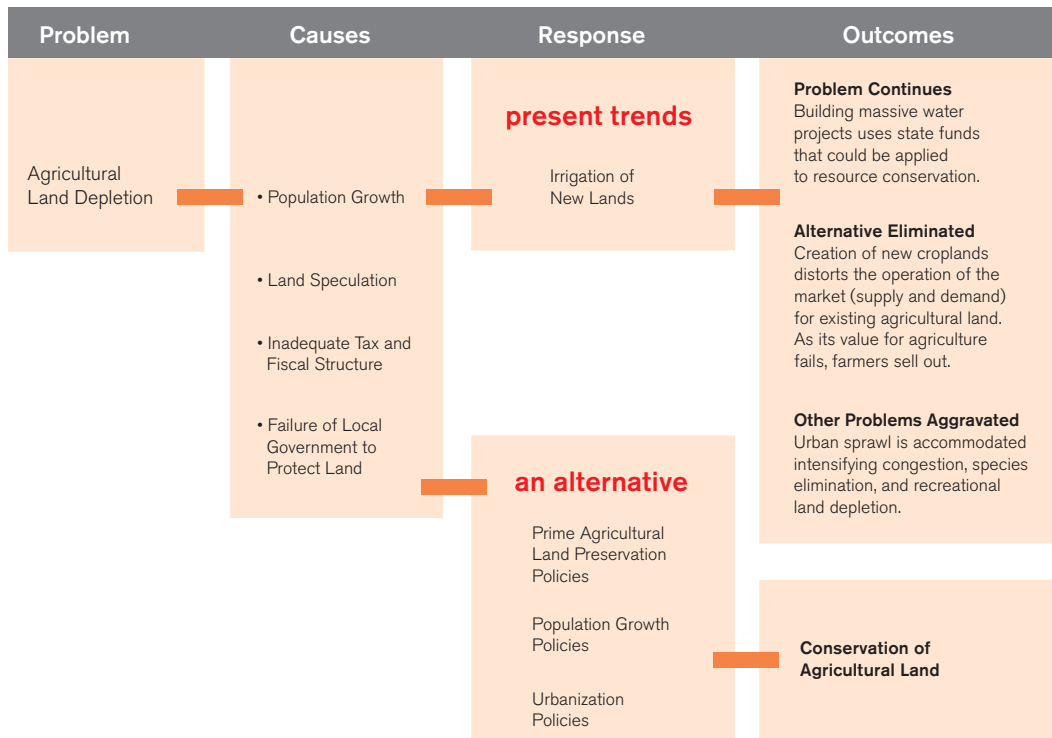 Problem
Causes
Response
Outcomes
Agricultural
Land Depletion
• Population Growth
• Land Speculation
• Inadequate Tax and
Fiscal Structure
• Failure of Local
Government to
Protect Land
present trends
Irrigation of
New Lands
Problem Continues
Building massive water
projects uses state funds
that could be applied
to resource conservation.
Alternative Eliminated
Creation of new croplands
distorts the operation of the
market (supply and demand)
for existing agricultural land.
As its value for agriculture
fails, farmers sell out.
Other Problems Aggravated
Urban sprawl is accommodated
intensifying congestion, species
elimination, and recreational
land depletion.
an alternative
Prime Agricultural
Land Preservation
Policies
Population Growth
Policies
Urbanization
Policies
Conservation of
Agricultural Land